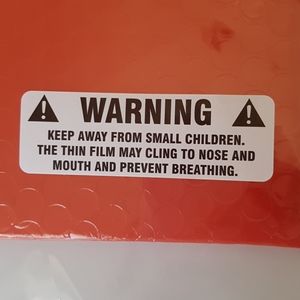 WARNING
KEEP AWAY FROM SMALL CHILDREN.
THE THIN FILM MAY CLING TO NOSE AND
MOUTH AND PREVENT BREATHING.